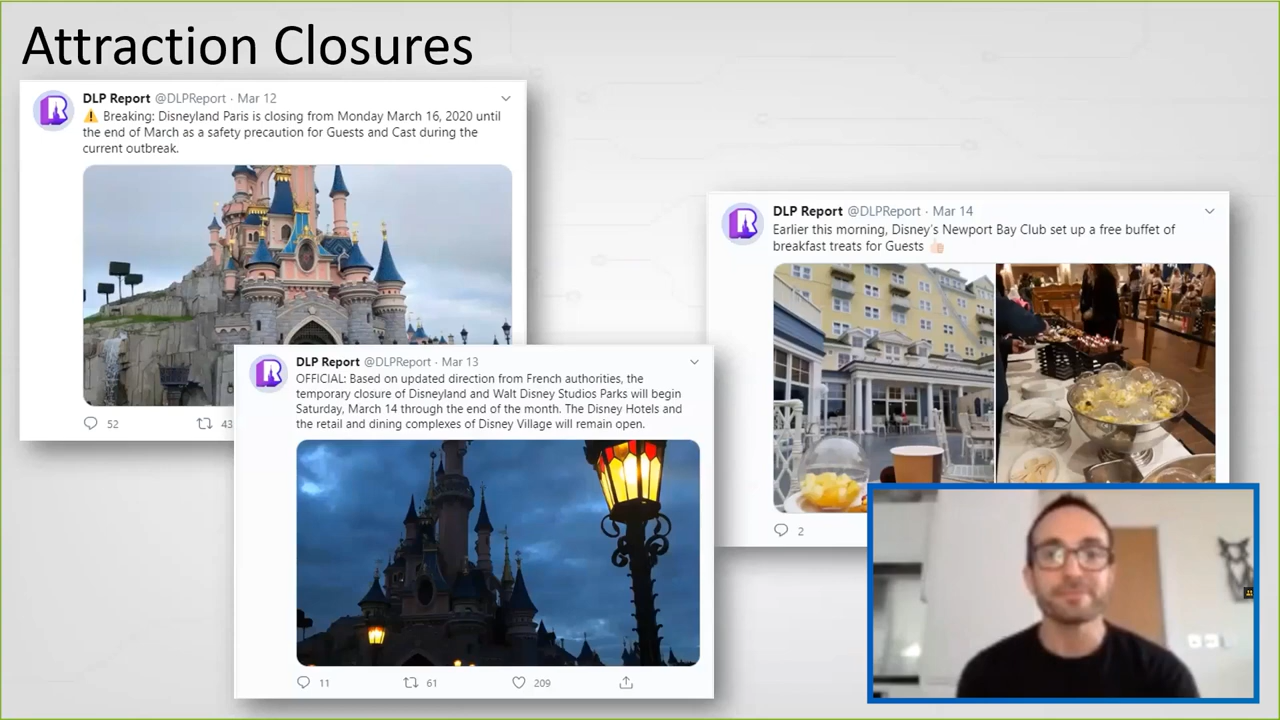 Attraction Closures
DLP Report @DLPReport · Mar 12
⚠️ Breaking: Disneyland Paris is closing from Monday March 16, 2020 until
the end of March as a safety precaution for Guests and Cast during the
current outbreak.
52 43
DLP Report @DLPReport · Mar 13
OFFICIAL: Based on updated direction from French authorities, the
temporary closure of Disneyland and Walt Disney Studios Parks will begin
Saturday, March 14 through the end of the month. The Disney Hotels and
the retail and dining complexes of Disney Village will remain open.
11 61 209
DLP Report @DLPReport · Mar 14
Earlier this morning, Disney's Newport Bay Club set up a free buffet of
breakfast treats for Guests 👍🏻
2